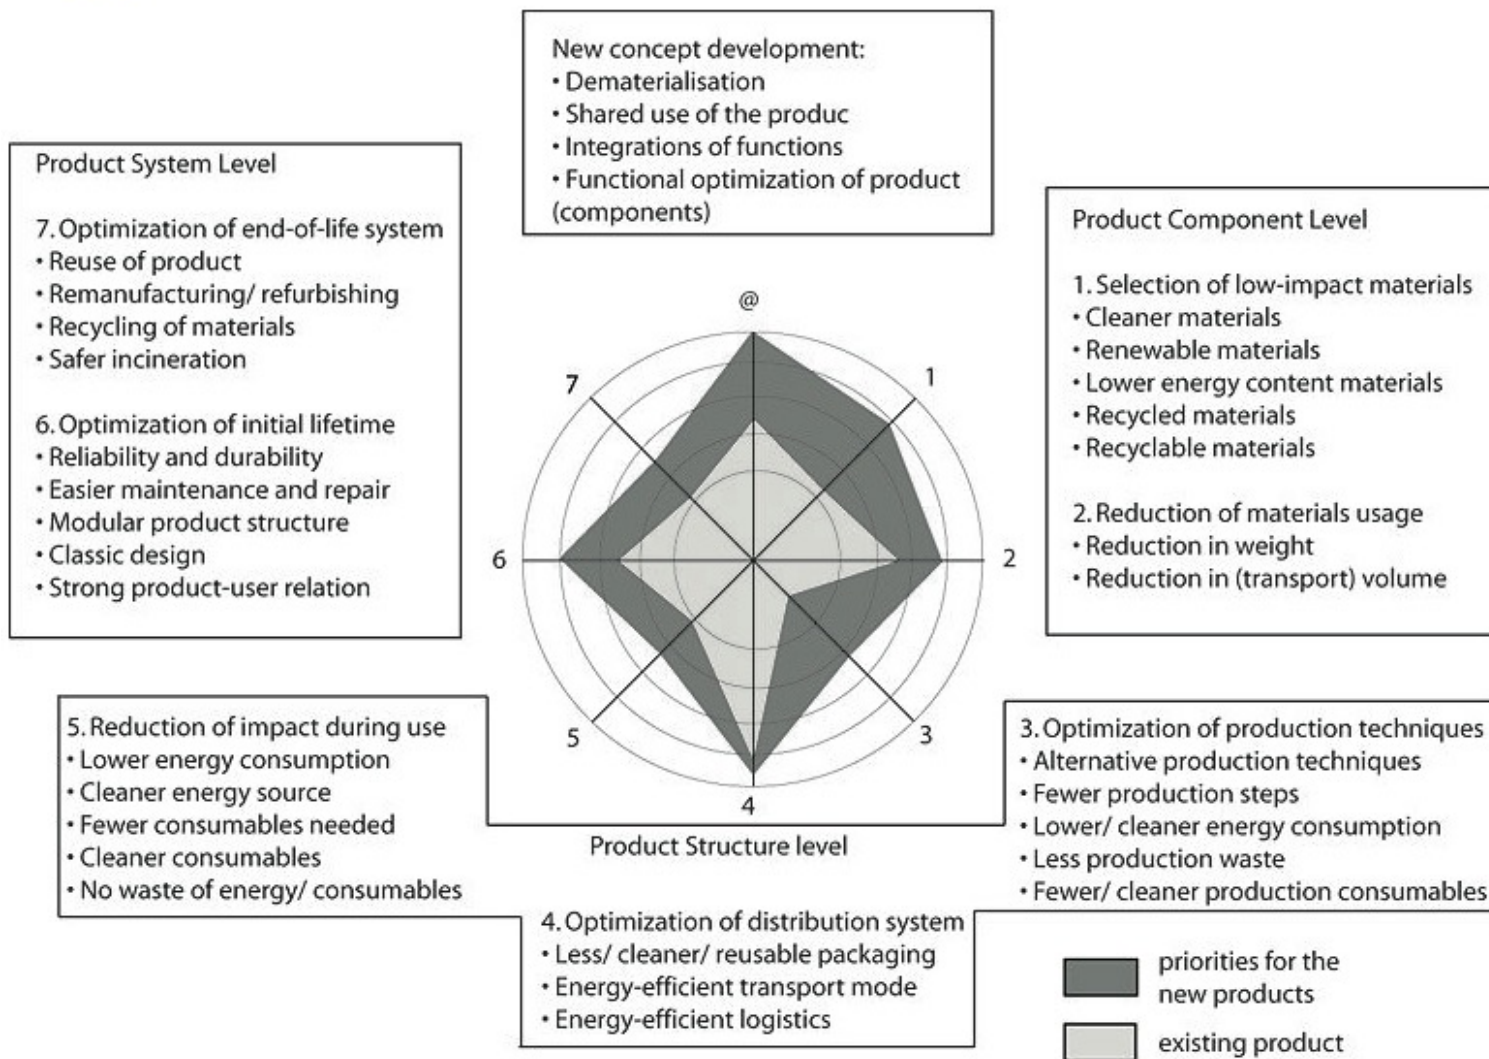 New concept development:
• Dematerialisation
• Shared use of the produc
• Integrations of functions
• Functional optimization of product
(components)
Product System Level
7. Optimization of end-of-life system
• Reuse of product
• Remanufacturing/ refurbishing
• Recycling of materials
• Safer incineration
6. Optimization of initial lifetime
• Reliability and durability
• Easier maintenance and repair
• Modular product structure
• Classic design
• Strong product-user relation
Product Component Level
1. Selection of low-impact materials
• Cleaner materials
• Renewable materials
• Lower energy content materials
• Recycled materials
• Recyclable materials
2. Reduction of materials usage
• Reduction in weight
• Reduction in (transport) volume
@
1
2
3
4
5
6
7
5. Reduction of impact during use
• Lower energy consumption
• Cleaner energy source
• Fewer consumables needed
• Cleaner consumables
• No waste of energy/ consumables
Product Structure level
3. Optimization of production techniques
• Alternative production techniques
• Fewer production steps
• Lower/ cleaner energy consumption
• Less production waste
• Fewer/ cleaner production consumables
4. Optimization of distribution system
• Less/ cleaner/ reusable packaging
• Energy-efficient transport mode
• Energy-efficient logistics
priorities for the
new products
existing product